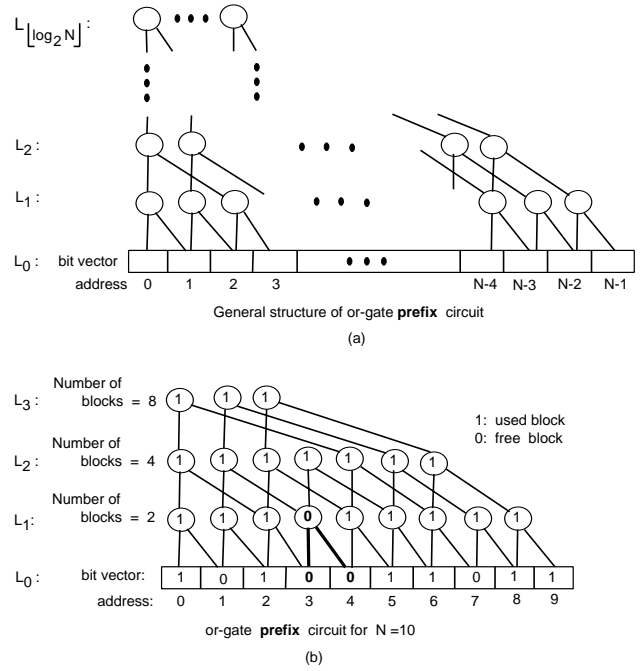 L⌊log₂ N⌋ :
L₂ :
L₁ :
L₀ : bit vector
address 0 1 2 3 N-4 N-3 N-2 N-1
General structure of or-gate prefix circuit
(a)
Number of
L₃ : blocks = 8 1 1 1
1: used block
0: free block
Number of
L₂ : blocks = 4 1 1 1 1 1 1 1
Number of
L₁: blocks = 2 1 1 1 0 1 1 1 1 1
L₀ : bit vector: 1 0 1 0 0 1 1 0 1 1
address: 0 1 2 3 4 5 6 7 8 9
or-gate prefix circuit for N =10
(b)